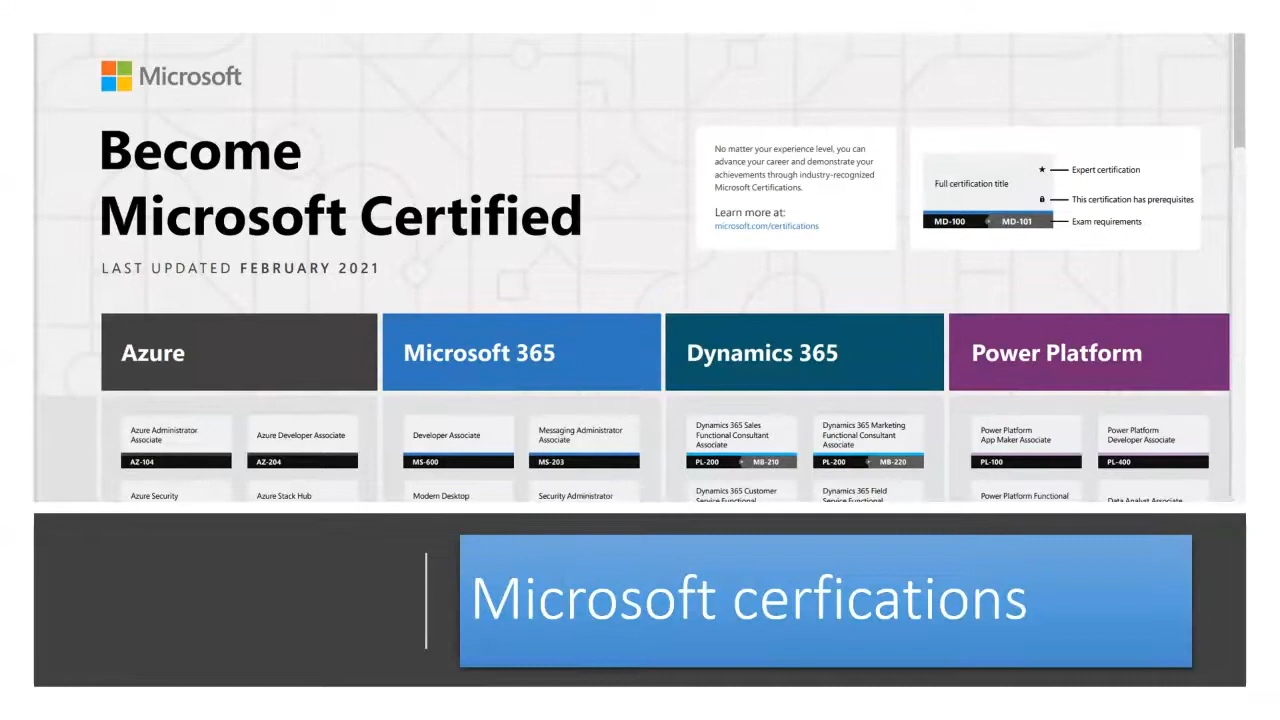 Microsoft
Become
Microsoft Certified
LAST UPDATED FEBRUARY 2021
No matter your experience level, you can
advance your career and demonstrate your
achievements through industry-recognized
Microsoft Certifications.
Learn more at:
microsoft.com/certifications
Full certification title
MD-100 MD-101
Expert certification
This certification has prerequisites
Exam requirements
Azure
Microsoft 365
Dynamics 365
Power Platform
Azure Administrator
Associate
AZ-104
Azure Developer Associate
AZ-204
Developer Associate
MS-600
Messaging Administrator
Associate
MS-203
Dynamics 365 Sales
Functional Consultant
Associate
PL-200 MB-210
Dynamics 365 Marketing
Functional Consultant
Associate
PL-200 MB-220
Power Platform
App Maker Associate
PL-100
Power Platform
Developer Associate
PL-400
Azure Security
Azure Stack Hub
Modern Desktop
Security Administrator
Dynamics 365 Customer
Service Functional
Dynamics 365 Field
Service Functional
Power Platform Functional
Data Analyst Associate
Microsoft cerfications